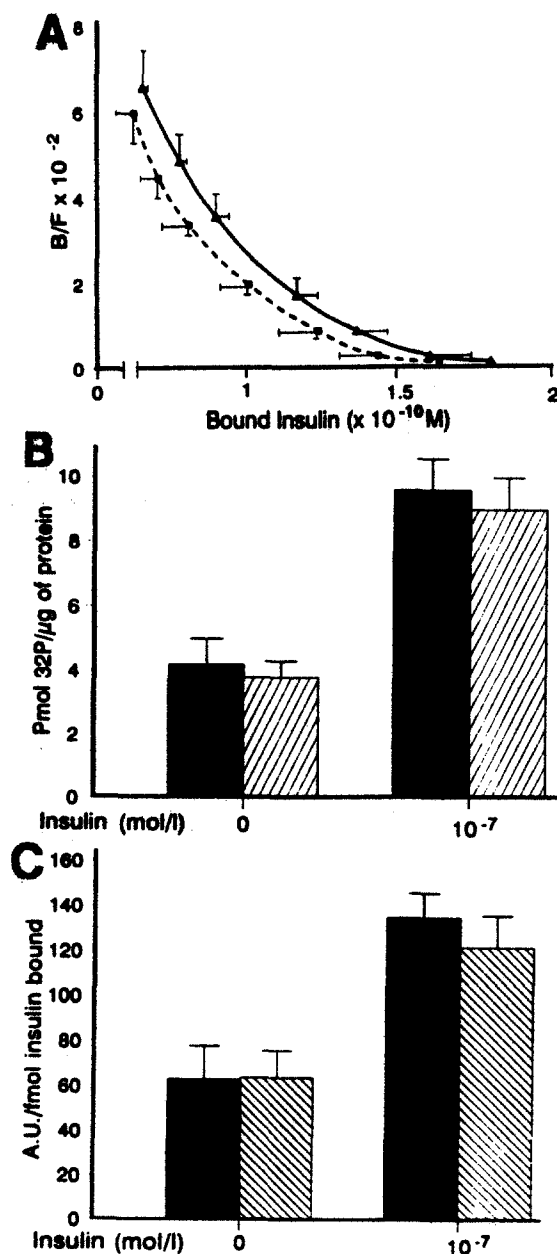 A
8
6
4
2
0
B/F x 10 -2
0 1 1.5 2
Bound Insulin (x 10 -10 M)
B
10
8
6
4
2
0
Pmol 32P/µg of protein
Insulin (mol/l) 0 10 -7
C
160
140
120
100
80
60
40
20
0
A.U./fmol insulin bound
Insulin (mol/l) 0 10 -7